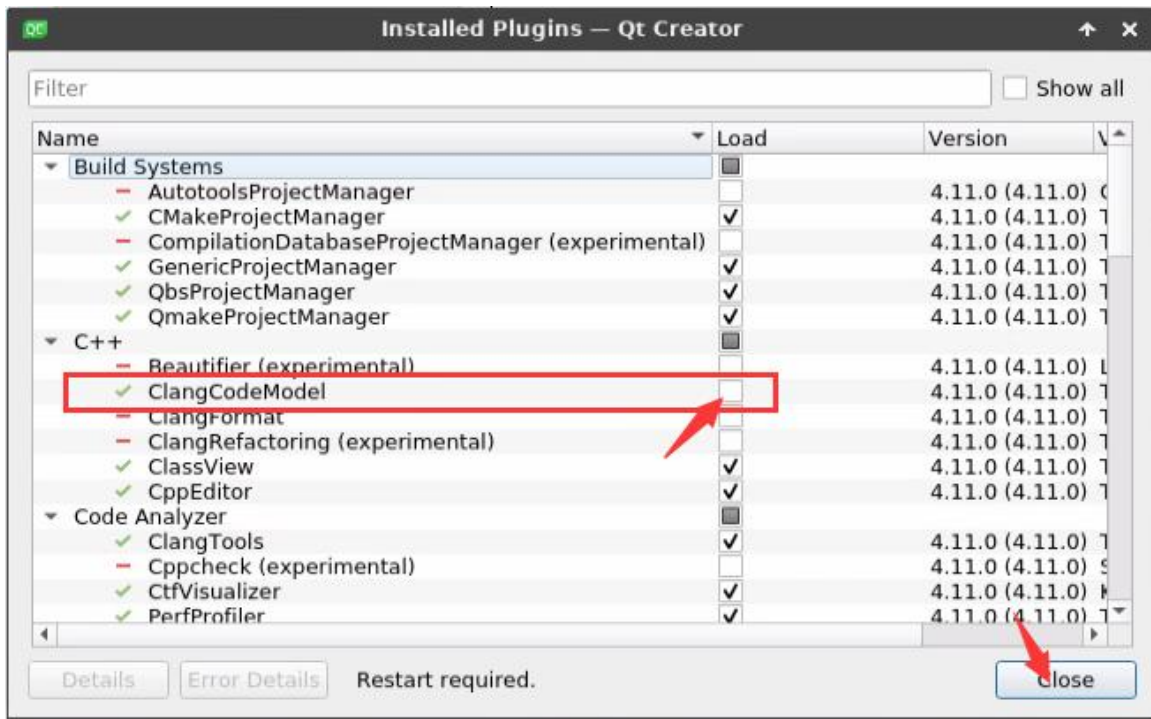 QC Installed Plugins — Qt Creator
Filter Show all
Name Load Version
Build Systems
AutotoolsProjectManager 4.11.0 (4.11.0)
CMakeProjectManager 4.11.0 (4.11.0)
CompilationDatabaseProjectManager (experimental) 4.11.0 (4.11.0)
GenericProjectManager 4.11.0 (4.11.0)
QbsProjectManager 4.11.0 (4.11.0)
QmakeProjectManager 4.11.0 (4.11.0)
C++
Beautifier (experimental) 4.11.0 (4.11.0)
ClangCodeModel 4.11.0 (4.11.0)
ClangFormat 4.11.0 (4.11.0)
ClangRefactoring (experimental) 4.11.0 (4.11.0)
ClassView 4.11.0 (4.11.0)
CppEditor 4.11.0 (4.11.0)
Code Analyzer
ClangTools 4.11.0 (4.11.0)
Cppcheck (experimental) 4.11.0 (4.11.0)
CtfVisualizer 4.11.0 (4.11.0)
PerfProfiler 4.11.0 (4.11.0)
Details Error Details Restart required. Close